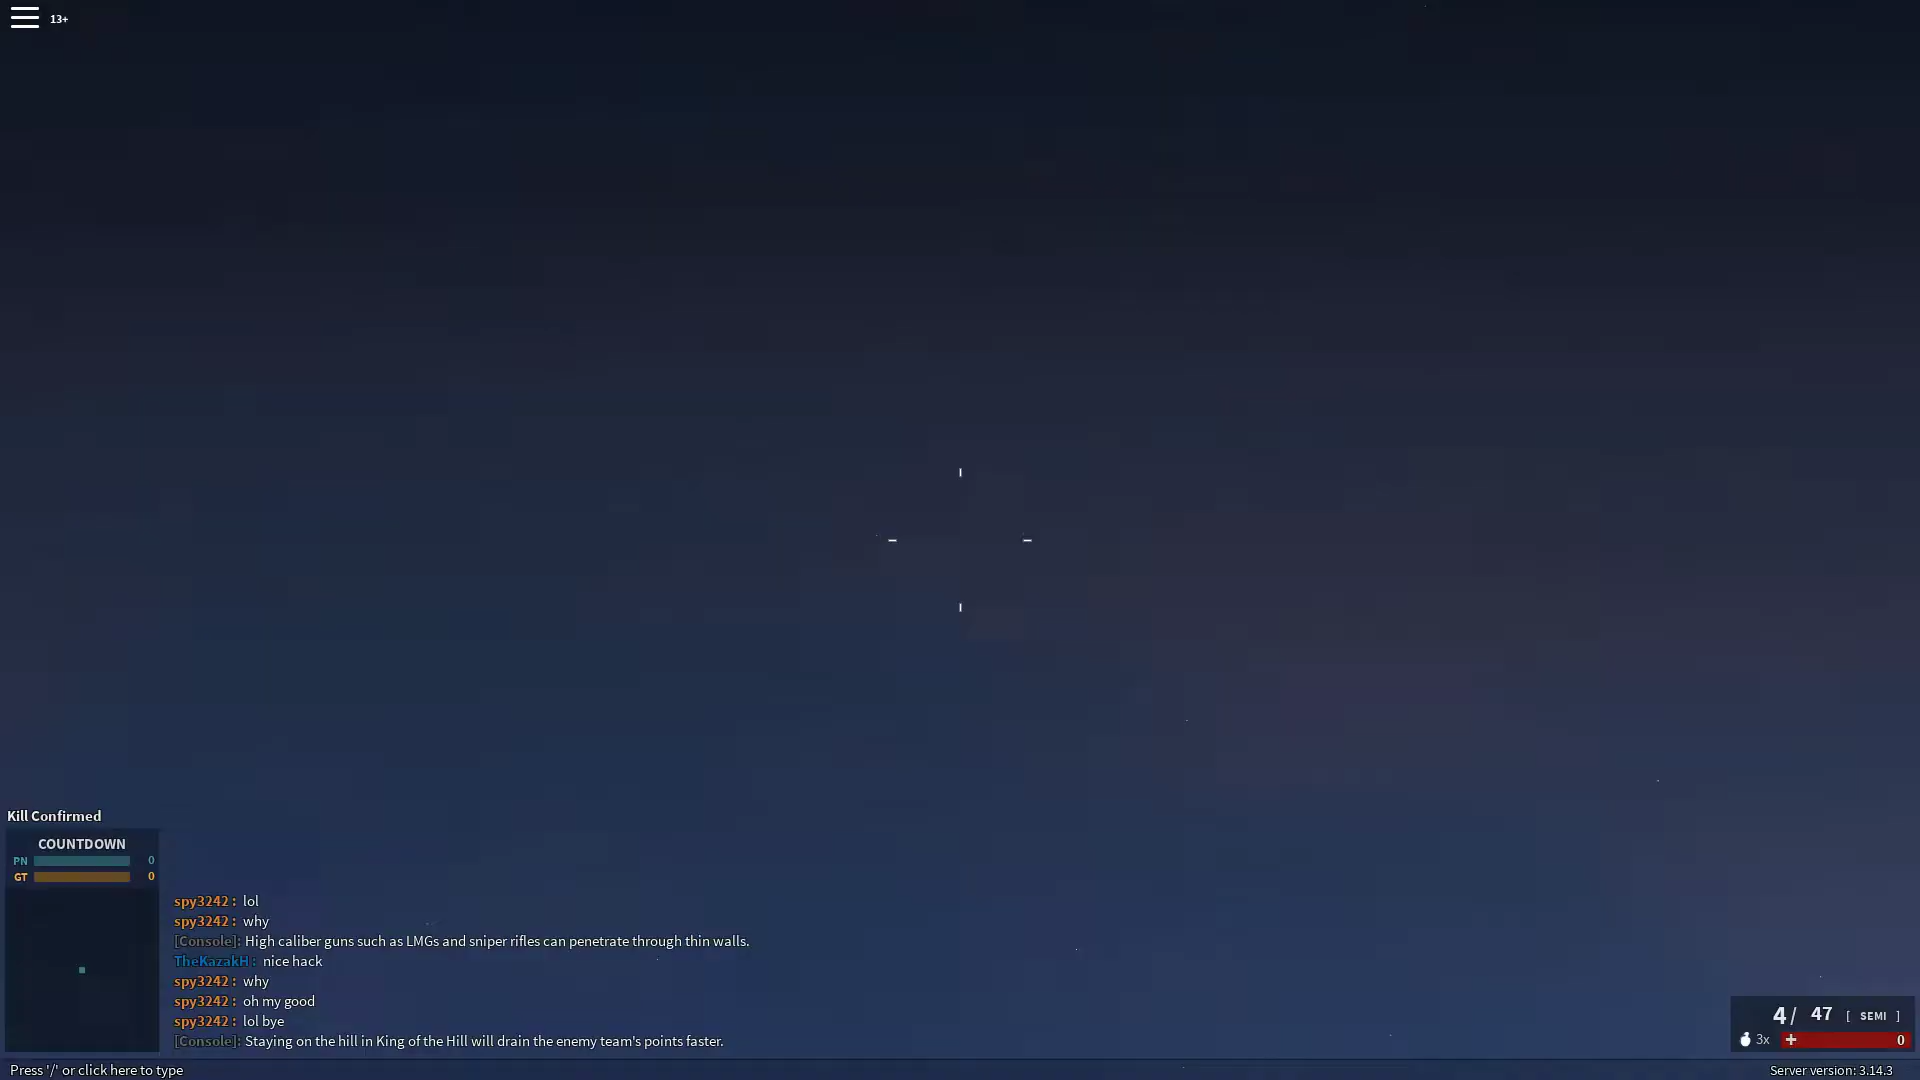 13+
Kill Confirmed
COUNTDOWN
PN 0
GT 0
spy3242 : lol
spy3242 : why
[Console]: High caliber guns such as LMGs and sniper rifles can penetrate through thin walls.
TheKazakH : nice hack
spy3242 : why
spy3242 : oh my good
spy3242 : lol bye
[Console]: Staying on the hill in King of the Hill will drain the enemy team's points faster.
4/ 47 [ SEMI ]
3x 0
Press '/' or click here to type
Server version: 3.14.3